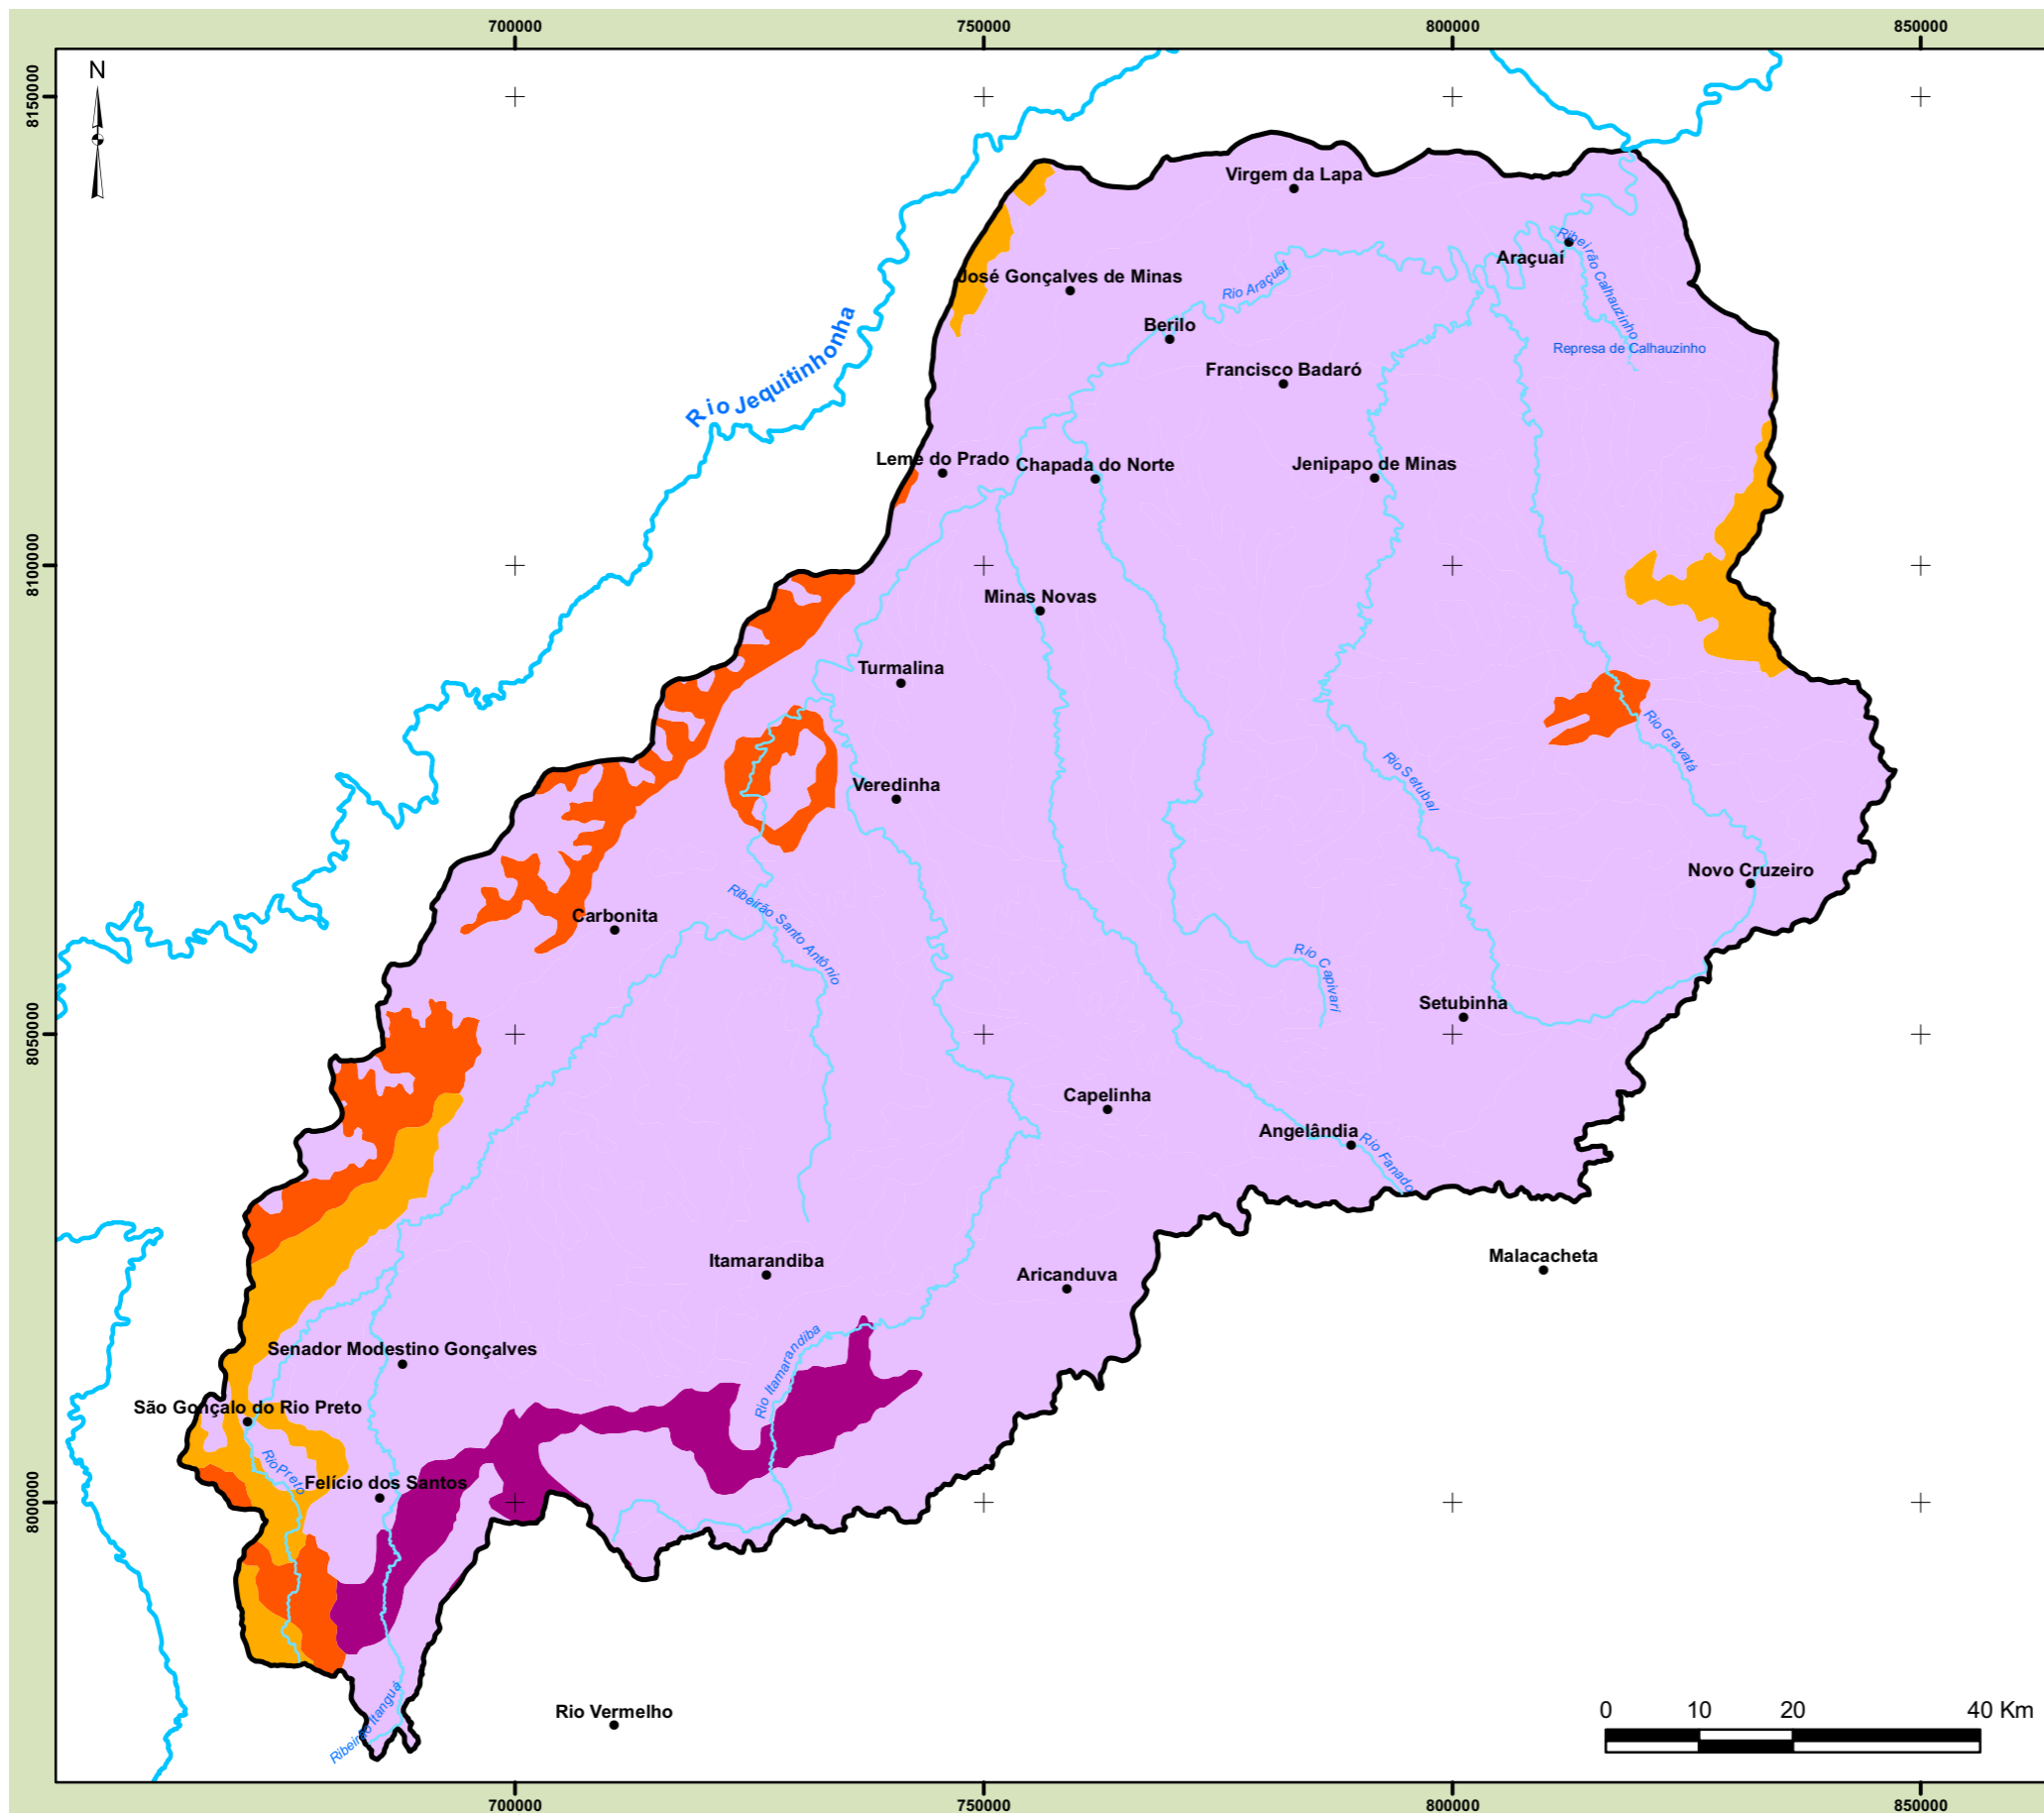 700000 750000 800000 850000
8150000
N
Virgem da Lapa
Ribeirão Calhauzinho
Araçuaí
José Gonçalves de Minas
Rio Araçuaí
Berilo
Represa de Calhauzinho
Francisco Badaró
Rio Jequitinhonha
Leme do Prado
Chapada do Norte
Jenipapo de Minas
8100000
Minas Novas
Turmalina
Rio Gravatá
Rio Setubal
Veredinha
Novo Cruzeiro
Ribeirão Santo Antônio
Carbonita
Rio Capivari
Setubinha
8050000
Capelinha
Angelândia
Rio Fanado
Itamarandiba
Aricanduva
Malacacheta
Senador Modestino Gonçalves
Rio Itamarandiba
São Gonçalo do Rio Preto
Rio Preto
Felício dos Santos
8000000
Rio Vermelho
Ribeirão Itanguá
0 10 20 40 Km
700000 750000 800000 850000